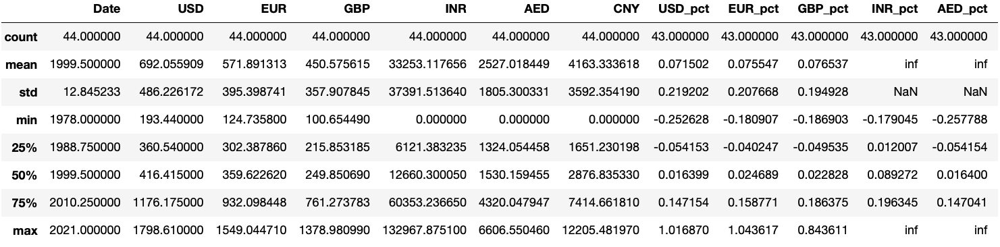 Date USD EUR GBP INR AED CNY USD_pct EUR_pct GBP_pct INR_pct AED_pct
count 44.000000 44.000000 44.000000 44.000000 44.000000 44.000000 44.000000 43.000000 43.000000 43.000000 43.000000 43.000000
mean 1999.500000 692.055909 571.891313 450.575615 33253.117656 2527.018449 4163.333618 0.071502 0.075547 0.076537 inf inf
std 12.845233 486.226172 395.398741 357.907845 37391.513640 1805.300331 3592.354190 0.219202 0.207668 0.194928 NaN NaN
min 1978.000000 193.440000 124.735800 100.654490 0.000000 0.000000 0.000000 -0.252628 -0.180907 -0.186903 -0.179045 -0.257788
25% 1988.750000 360.540000 302.387860 215.853185 6121.383235 1324.054458 1651.230198 -0.054153 -0.040247 -0.049535 0.012007 -0.054154
50% 1999.500000 416.415000 359.622620 249.850690 12660.300050 1530.159455 2876.835330 0.016399 0.024689 0.022828 0.089272 0.016400
75% 2010.250000 1176.175000 932.098448 761.273783 60353.236650 4320.047947 7414.661810 0.147154 0.158771 0.186375 0.196345 0.147041
max 2021.000000 1798.610000 1549.044710 1378.980990 132967.875100 6606.550460 12205.481970 1.016870 1.043617 0.843611 inf inf